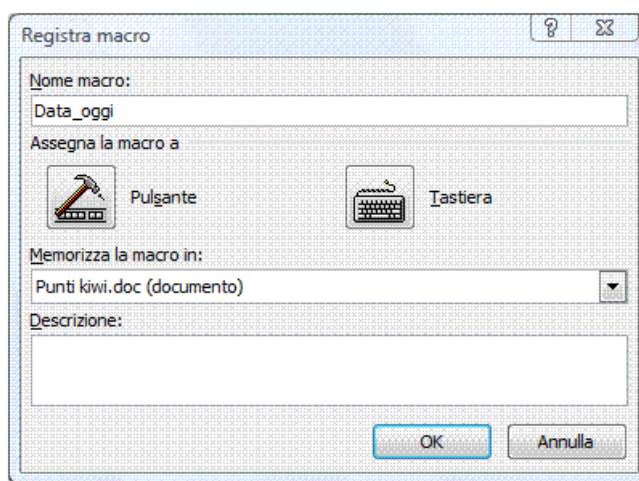 Registra macro
Nome macro:
Data_oggi
Assegna la macro a
Pulsante
Tastiera
Memorizza la macro in:
Punti kiwi.doc (documento)
Descrizione:
OK
Annulla